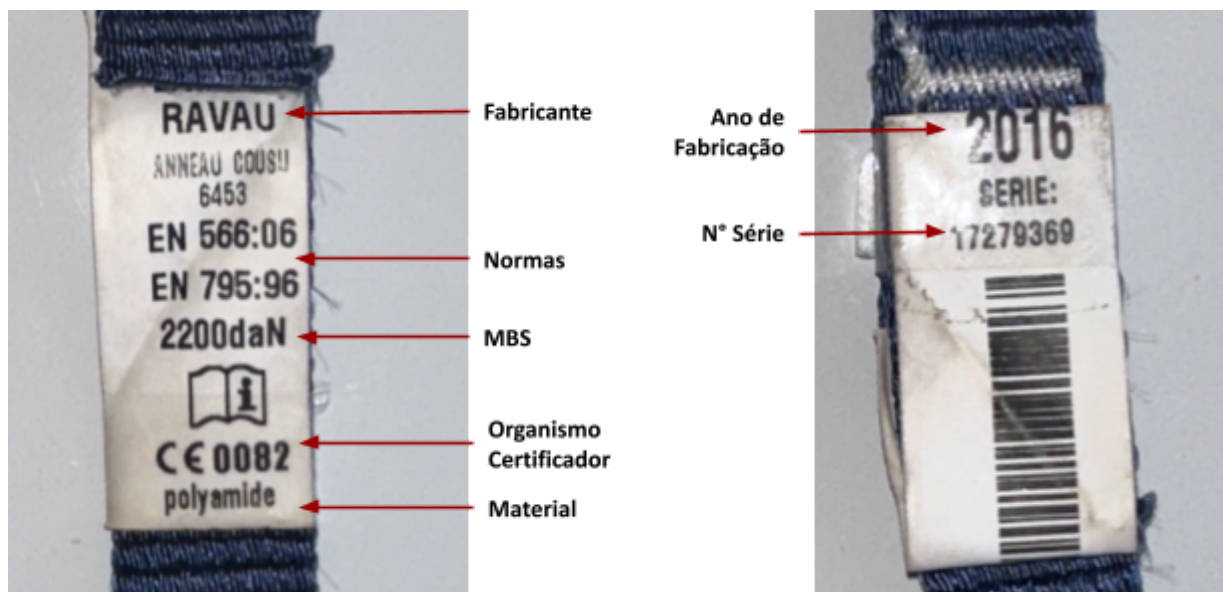 RAVAU
ANNEAU COUSU
6453
EN 566:06
EN 795:96
2200daN
i
CE 0082
polyamide
Fabricante
Normas
MBS
Organismo
Certificador
Material
Ano de
Fabricação
N° Série
2016
SERIE:
17279369